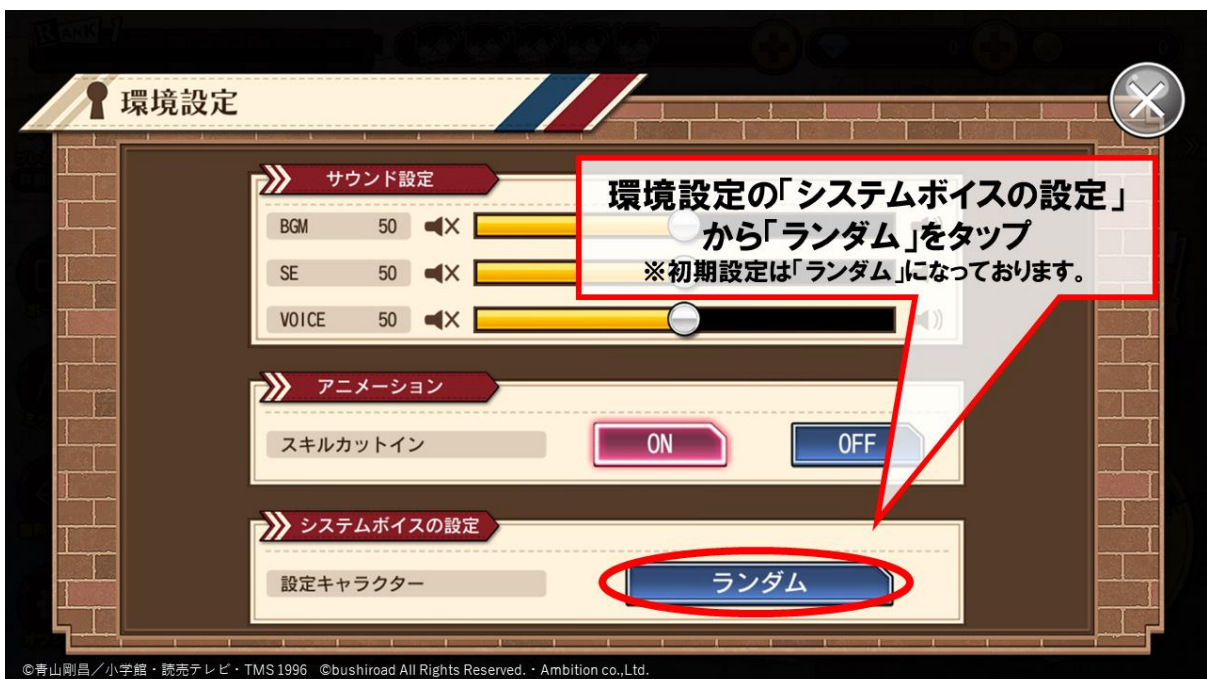 RANK 1
環境設定
サウンド設定
環境設定の「システムボイスの設定」
から「ランダム」をタップ
※初期設定は「ランダム」になっております。
BGM 50
SE 50
VOICE 50
アニメーション
スキルカットイン ON OFF
システムボイスの設定
設定キャラクター ランダム
©青山剛昌／小学館・読売テレビ・TMS 1996 ©bushiroad All Rights Reserved.・Ambition co.,Ltd.